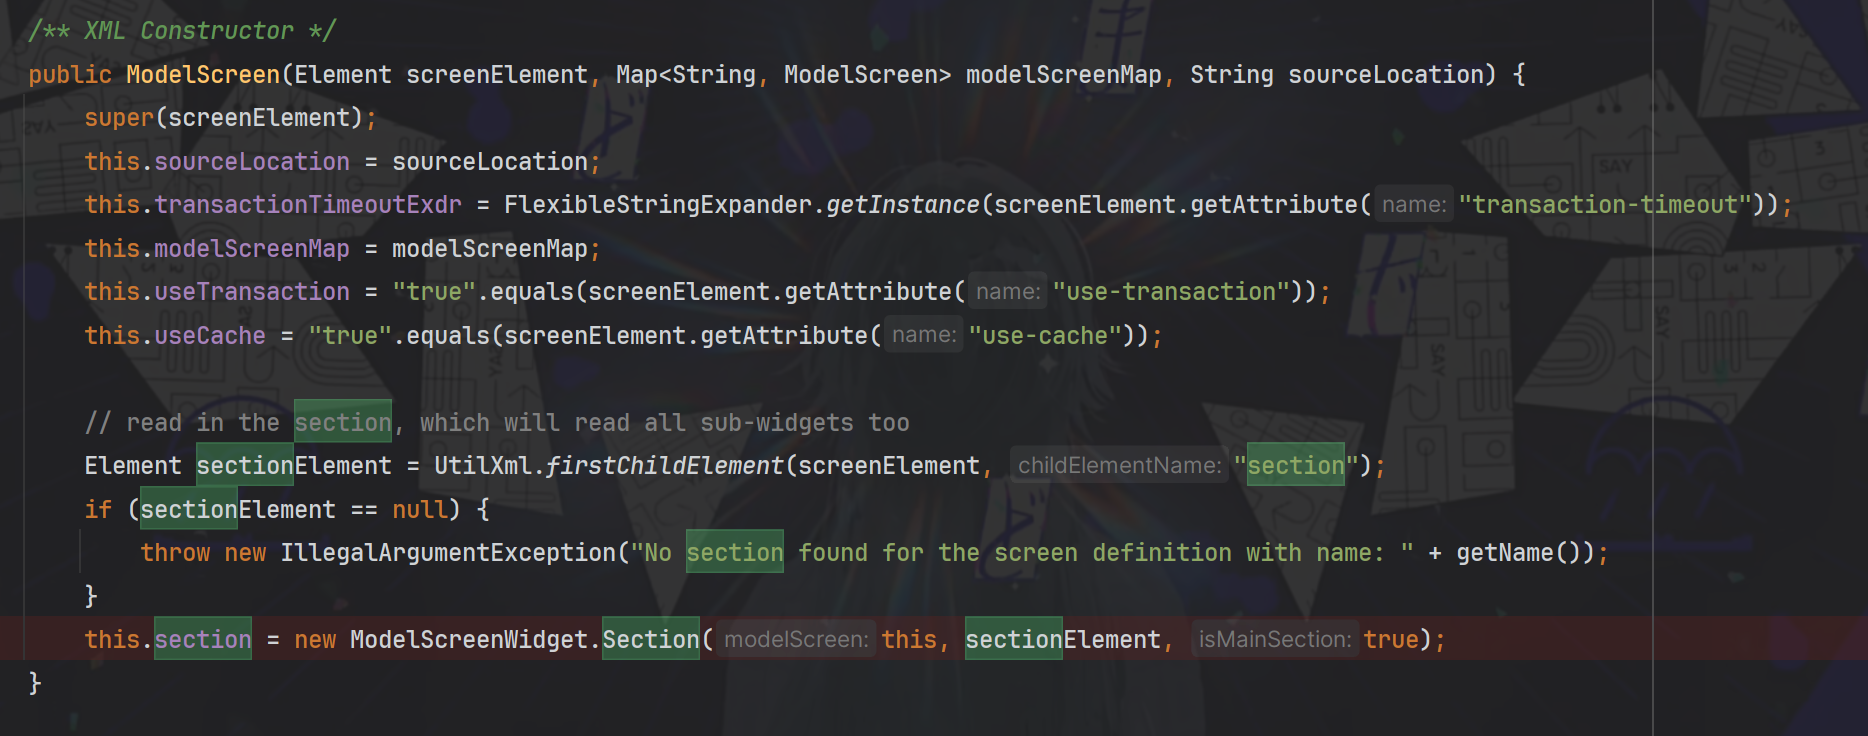 /** XML Constructor */
public ModelScreen(Element screenElement, Map<String, ModelScreen> modelScreenMap, String sourceLocation) {
super(screenElement);
this.sourceLocation = sourceLocation;
this.transactionTimeoutExdr = FlexibleStringExpander.getInstance(screenElement.getAttribute( name: "transaction-timeout"));
this.modelScreenMap = modelScreenMap;
this.useTransaction = "true".equals(screenElement.getAttribute( name: "use-transaction"));
this.useCache = "true".equals(screenElement.getAttribute( name: "use-cache"));
// read in the section, which will read all sub-widgets too
Element sectionElement = UtilXml.firstChildElement(screenElement, childElementName: "section");
if (sectionElement == null) {
throw new IllegalArgumentException("No section found for the screen definition with name: " + getName());
}
this.section = new ModelScreenWidget.Section( modelScreen: this, sectionElement, isMainSection: true);
}